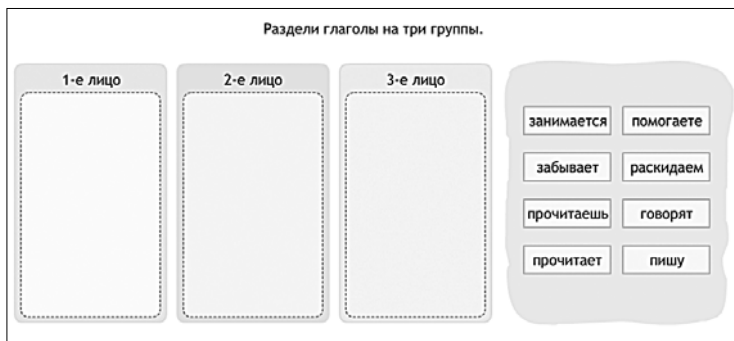 Раздели глаголы на три группы.
1-е лицо
2-е лицо
3-е лицо
занимается помогаете
забывает раскидаем
прочитаешь говорят
прочитает пишу